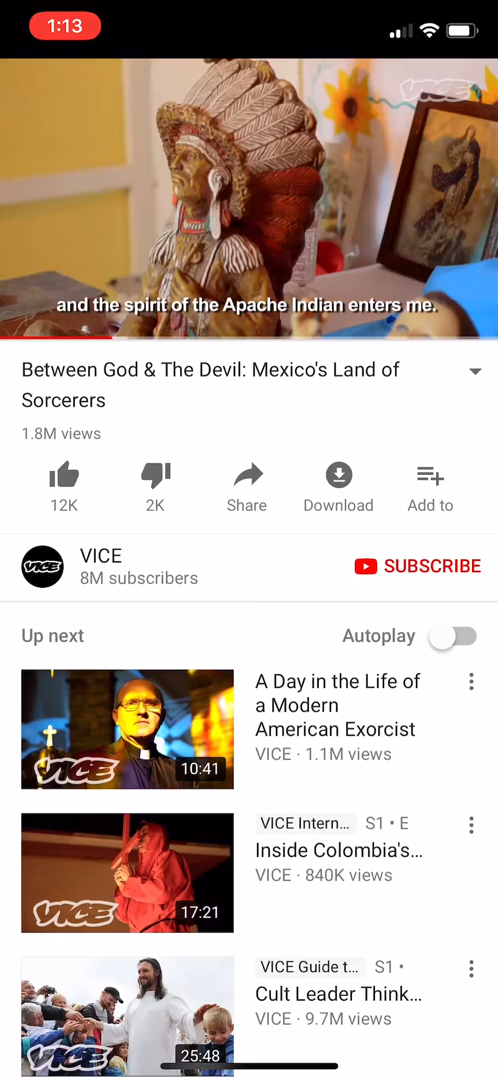 1:13
VICE
and the spirit of the Apache Indian enters me.
Between God & The Devil: Mexico's Land of
Sorcerers
1.8M views
12K
2K
Share
Download
Add to
VICE
VICE
8M subscribers
SUBSCRIBE
Up next
Autoplay
VICE
10:41
A Day in the Life of
a Modern
American Exorcist
VICE · 1.1M views
VICE
17:21
VICE Intern... S1 • E
Inside Colombia's...
VICE · 840K views
VICE
25:48
VICE Guide t... S1 •
Cult Leader Think...
VICE · 9.7M views